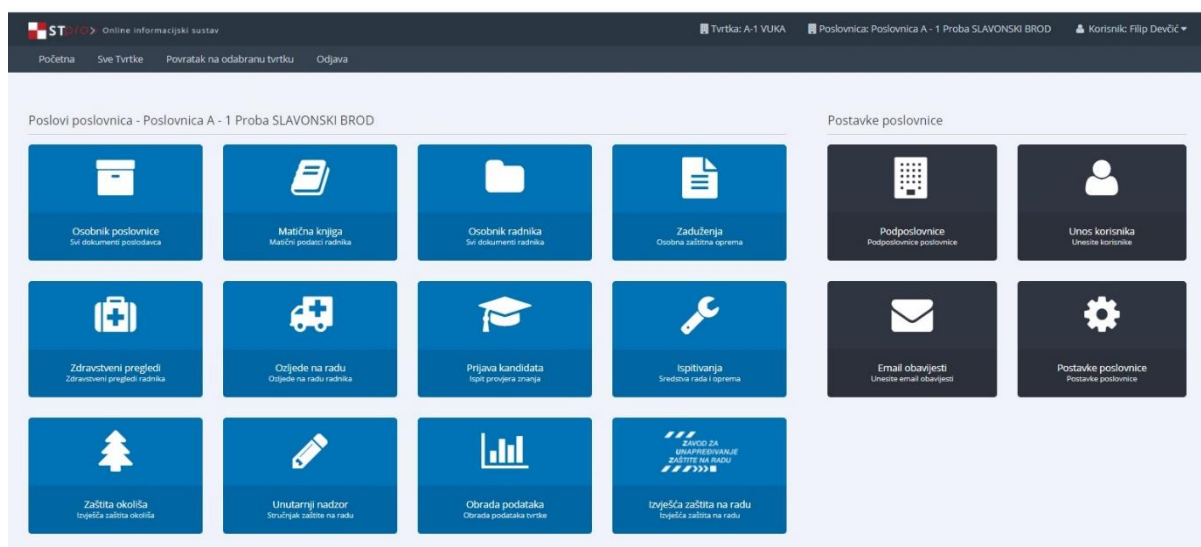 STpro> Online informacijski sustav
Tvrtka: A-1 VUKA
Poslovnica: Poslovnica A - 1 Proba SLAVONSKI BROD
Korisnik: Filip Devčić
Početna
Sve Tvrtke
Povratak na odabranu tvrtku
Odjava
Poslovi poslovnica - Poslovnica A - 1 Proba SLAVONSKI BROD
Osobnik poslovnice
Svi dokumenti poslodavca
Matična knjiga
Matični podatci radnika
Osobnik radnika
Svi dokumenti radnika
Zaduženja
Osobna zaštitna oprema
Zdravstveni pregledi
Zdravstveni pregledi radnika
Ozljede na radu
Ozljede na radu radnika
Prijava kandidata
Ispit provjera znanja
Ispitivanja
Sredstva rada i oprema
Zaštita okoliša
Izvješća zaštita okoliša
Unutarnji nadzor
Stručnjak zaštite na radu
Obrada podataka
Obrada podataka tvrtke
ZAVOD ZA
UNAPREĐIVANJE
ZAŠTITE NA RADU
Izvješća zaštita na radu
Izvješća zaštita na radu
Postavke poslovnice
Podposlovnice
Podposlovnice poslovnice
Unos korisnika
Unesite korisnike
Email obavijesti
Unesite email obavijesti
Postavke poslovnice
Postavke poslovnice